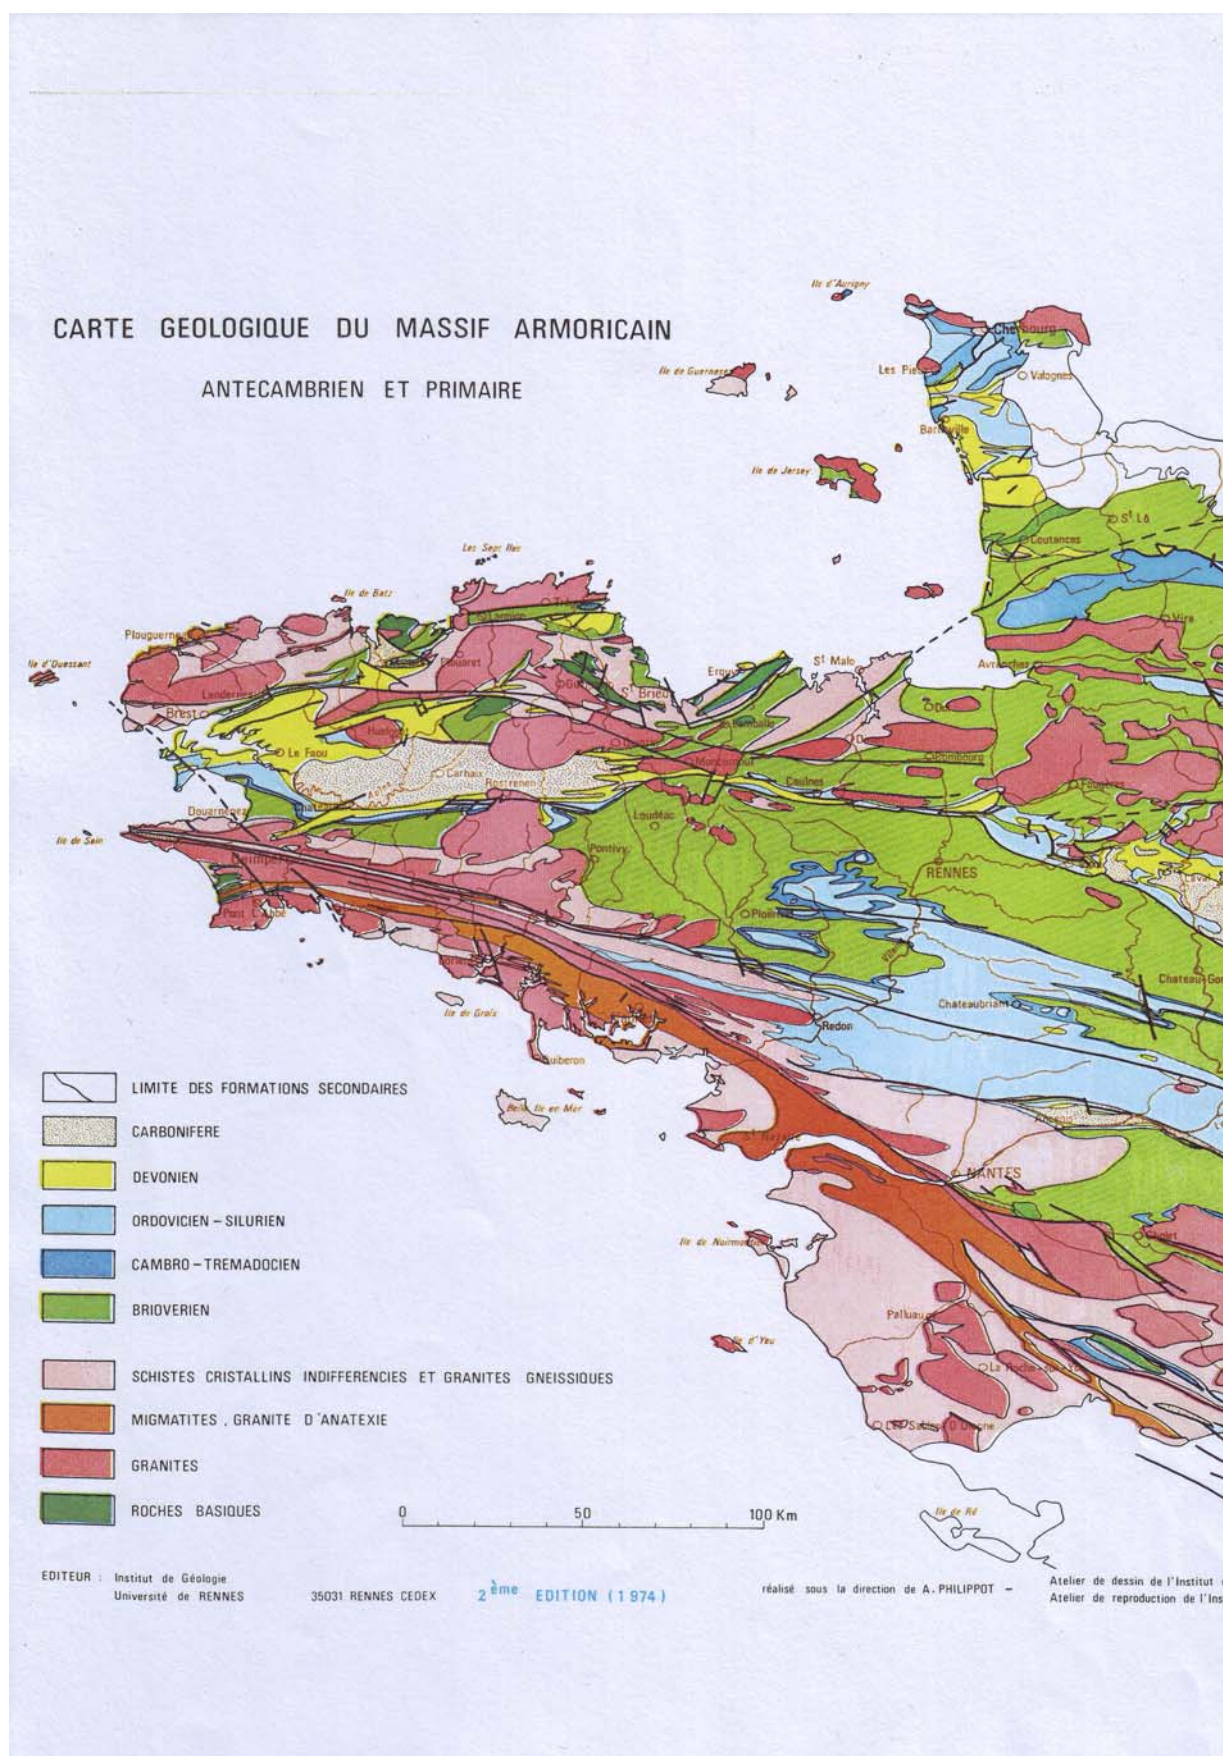 Ile d'Aurigny
CARTE GEOLOGIQUE DU MASSIF ARMORICAIN
Cherbourg
ANTECAMBRIEN ET PRIMAIRE
Ile de Guernesey
Les Pieux
Valognes
Barneville
Ile de Jersey
St Lô
Coutances
Les Sept Iles
Ile de Batz
Vire
Plouguerneau
Plouaret
Ile d'Ouessant
St Malo
Avranches
Landerneau
Erquy
St Brieuc
Brest
Lamballe
Le Faou
Huelgoat
Carhaix
Rostrenen
Moncontour
Combourg
Caulnes
Fougères
Aulne
Douarnenez
Loudéac
Ile de Sein
Quimper
Pontivy
RENNES
Laval
Pont L'Abbé
Ploërmel
Vilaine
Lorient
Chateau-Gon
Chateaubriant
Ile de Groix
Redon
Quiberon
LIMITE DES FORMATIONS SECONDAIRES
Belle Ile en Mer
Ancenis
CARBONIFERE
St Nazaire
DEVONIEN
NANTES
ORDOVICIEN – SILURIEN
Ile de Noirmoutier
Cholet
CAMBRO – TREMADOCIEN
BRIOVERIEN
Palluau
Ile d'Yeu
La Roche-sur-Yon
SCHISTES CRISTALLINS INDIFFERENCIES ET GRANITES GNEISSIQUES
MIGMATITES , GRANITE D'ANATEXIE
LES Sables D'Olonne
GRANITES
ROCHES BASIQUES
0 50 100 Km
Ile de Ré
EDITEUR : Institut de Géologie
Université de RENNES 35031 RENNES CEDEX 2ème EDITION (1974)
réalisé sous la direction de A. PHILIPPOT –
Atelier de dessin de l'Institut
Atelier de reproduction de l'Ins